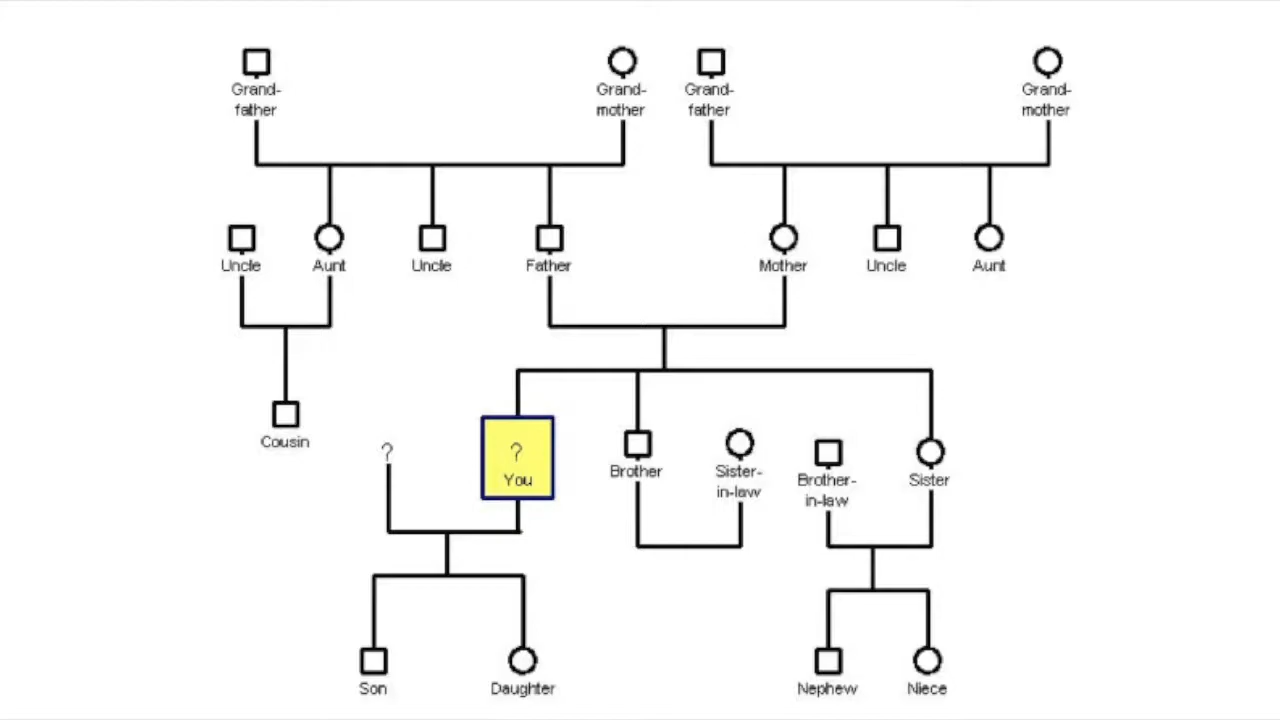 Grand-
father
Grand-
mother
Grand-
father
Grand-
mother
Uncle
Aunt
Uncle
Father
Mother
Uncle
Aunt
Cousin
?
?
You
Brother
Sister-
in-law
Brother-
in-law
Sister
Son
Daughter
Nephew
Niece